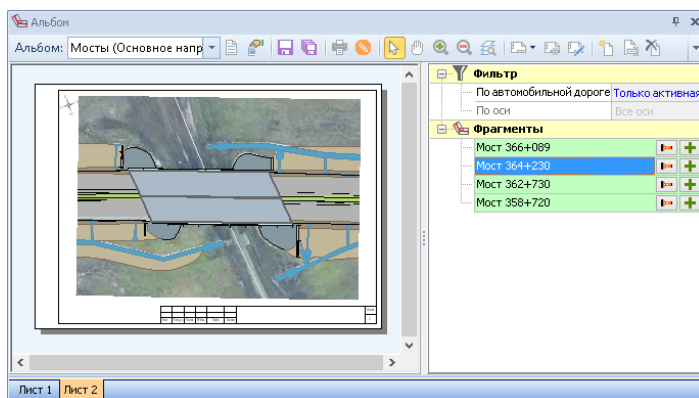 Альбом
Альбом: Мосты (Основное напр
Фильтр
По автомобильной дороге Только активная
По оси Все оси
Фрагменты
Мост 366+089
Мост 364+230
Мост 362+730
Мост 358+720
Лист 1 Лист 2